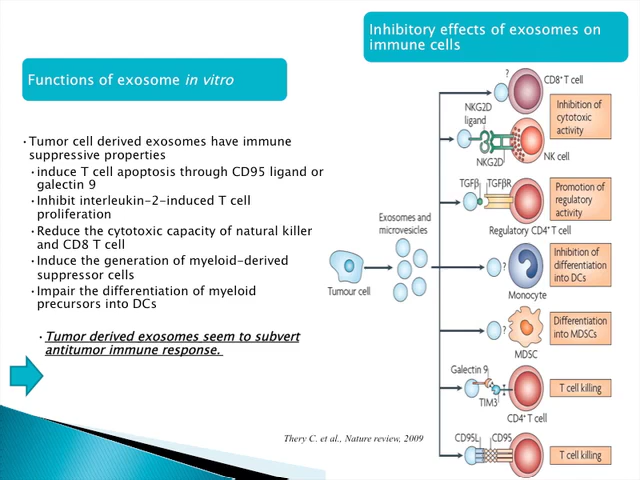 Inhibitory effects of exosomes on
immune cells
Functions of exosome in vitro
•Tumor cell derived exosomes have immune
suppressive properties
•induce T cell apoptosis through CD95 ligand or
galectin 9
•Inhibit interleukin-2-induced T cell
proliferation
•Reduce the cytotoxic capacity of natural killer
and CD8 T cell
•Induce the generation of myeloid-derived
suppressor cells
•Impair the differentiation of myeloid
precursors into DCs
•Tumor derived exosomes seem to subvert
antitumor immune response.
Thery C. et al., Nature review, 2009
Tumour cell
Exosomes and
microvesicles
?
CD8⁺ T cell
NKG2D
ligand
NKG2D
NK cell
Inhibition of
cytotoxic
activity
TGFβ
TGFβR
Regulatory CD4⁺ T cell
Promotion of
regulatory
activity
?
Monocyte
Inhibition of
differentiation
into DCs
?
MDSC
Differentiation
into MDSCs
Galectin 9
TIM3
CD4⁺ T cell
T cell killing
CD95L
CD95
T cell killing